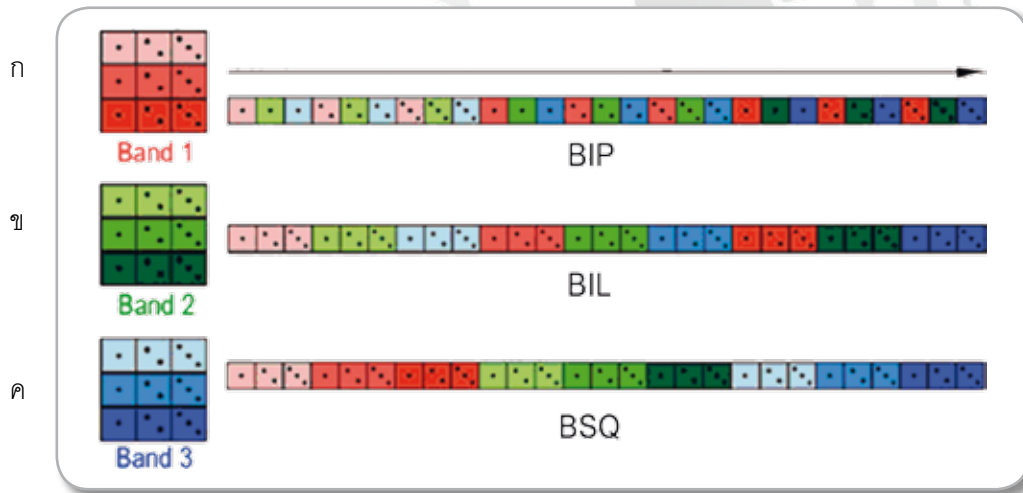 ก
Band 1
BIP
ข
Band 2
BIL
ค
Band 3
BSQ